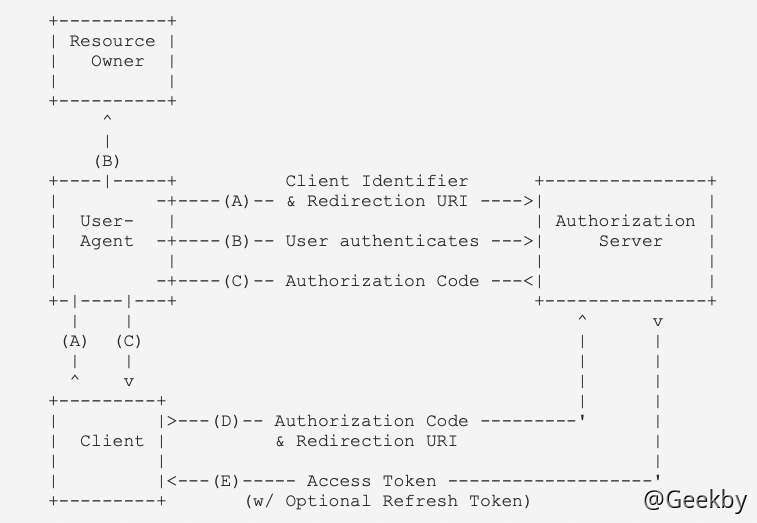 +----------+
| Resource |
|  Owner  |
|          |
+----------+
     ^
     |
    (B)
+----|-----+          Client Identifier      +---------------+
|         -+----(A)-- & Redirection URI ---->|               |
|  User-   |                                 | Authorization |
|  Agent  -+----(B)-- User authenticates --->|     Server    |
|          |                                 |               |
|         -+----(C)-- Authorization Code ---<|               |
+-|----|---+                                 +---------------+
  |    |                                         ^      v
 (A)  (C)                                        |      |
  |    |                                         |      |
  ^    v                                         |      |
+---------+                                      |      |
|         |>---(D)-- Authorization Code ---------'      |
|  Client |          & Redirection URI                  |
|         |                                             |
|         |<---(E)----- Access Token -------------------'
+---------+       (w/ Optional Refresh Token)
@Geekby